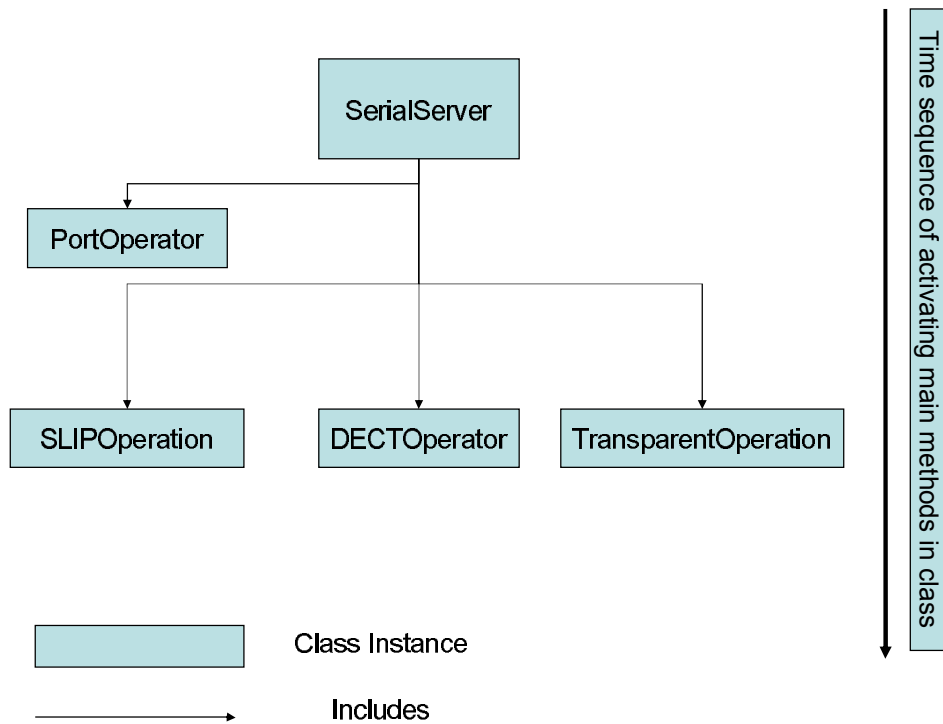 SerialServer
PortOperator
SLIPOperation
DECTOperator
TransparentOperation
Class Instance
Includes
Time sequence of activating main methods in class